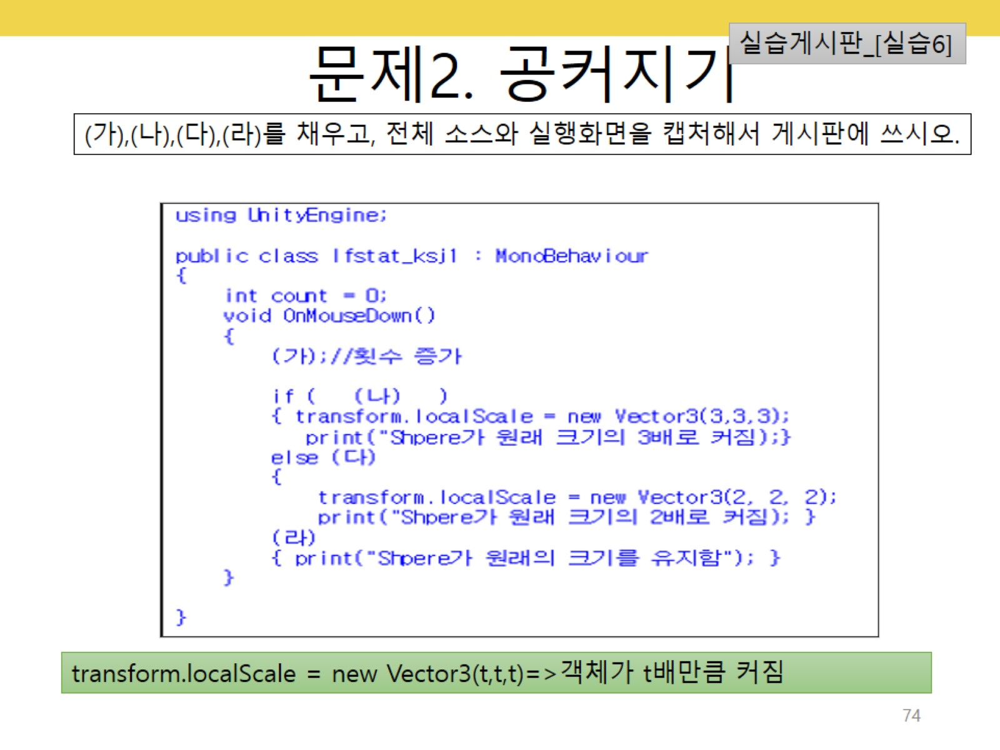 실습게시판_[실습6]
문제2. 공커지기
(가),(나),(다),(라)를 채우고, 전체 소스와 실행화면을 캡처해서 게시판에 쓰시오.
using UnityEngine;
public class Ifstat_ksj1 : MonoBehaviour
{
int count = 0;
void OnMouseDown()
{
(가);//횟수 증가
if ( (나) )
{ transform.localScale = new Vector3(3,3,3);
print("Shpere가 원래 크기의 3배로 커짐);}
else (다)
{
transform.localScale = new Vector3(2, 2, 2);
print("Shpere가 원래 크기의 2배로 커짐); }
(라)
{ print("Shpere가 원래의 크기를 유지함"); }
}
}
transform.localScale = new Vector3(t,t,t)=>객체가 t배만큼 커짐
74